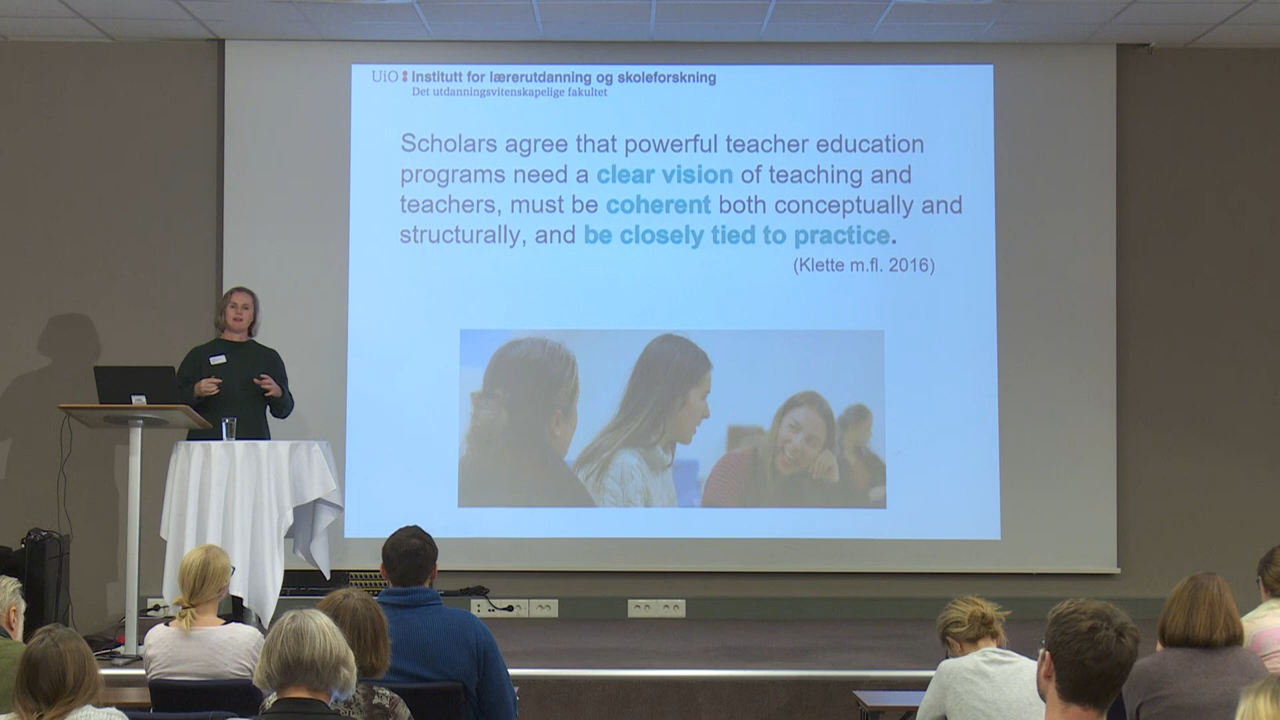 UiO Institutt for lærerutdanning og skoleforskning
Det utdanningsvitenskapelige fakultet
Scholars agree that powerful teacher education
programs need a clear vision of teaching and
teachers, must be coherent both conceptually and
structurally, and be closely tied to practice.
(Klette m.fl. 2016)